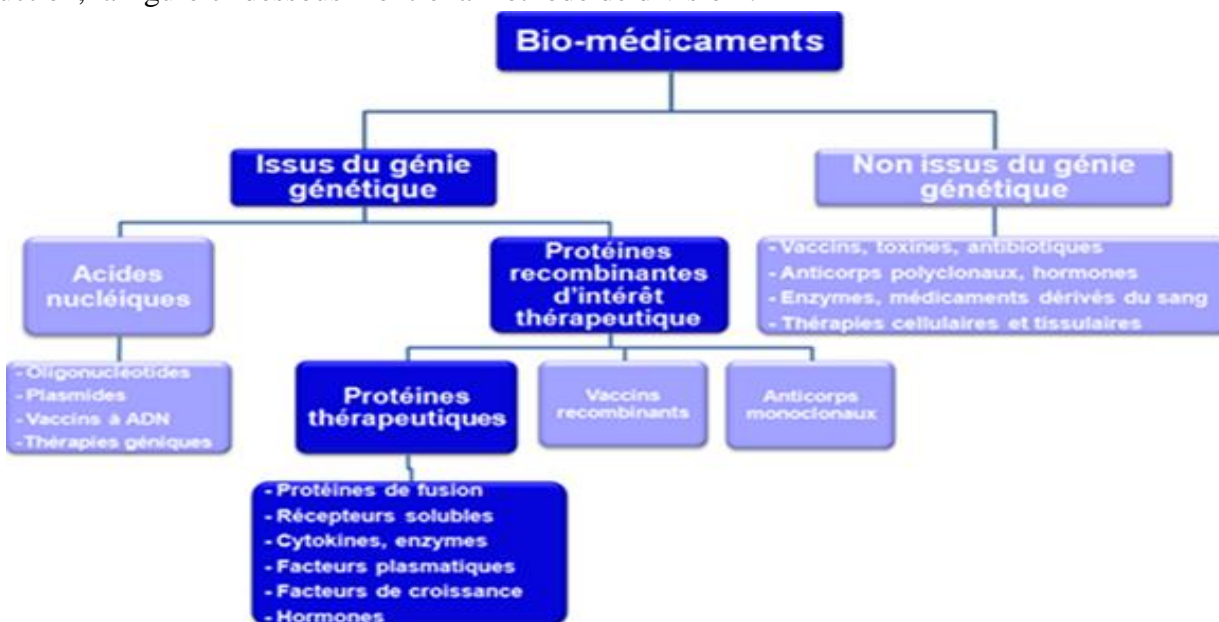 Bio-médicaments
Issus du génie
génétique
Non issus du génie
génétique
Acides
nucléiques
Protéines
recombinantes
d'intérêt
thérapeutique
- Vaccins, toxines, antibiotiques
- Anticorps polyclonaux, hormones
- Enzymes, médicaments dérivés du sang
- Thérapies cellulaires et tissulaires
- Oligonucléotides
- Plasmides
- Vaccins à ADN
- Thérapies géniques
Protéines
thérapeutiques
Vaccins
recombinants
Anticorps
monoclonaux
- Protéines de fusion
- Récepteurs solubles
- Cytokines, enzymes
- Facteurs plasmatiques
- Facteurs de croissance
- Hormones